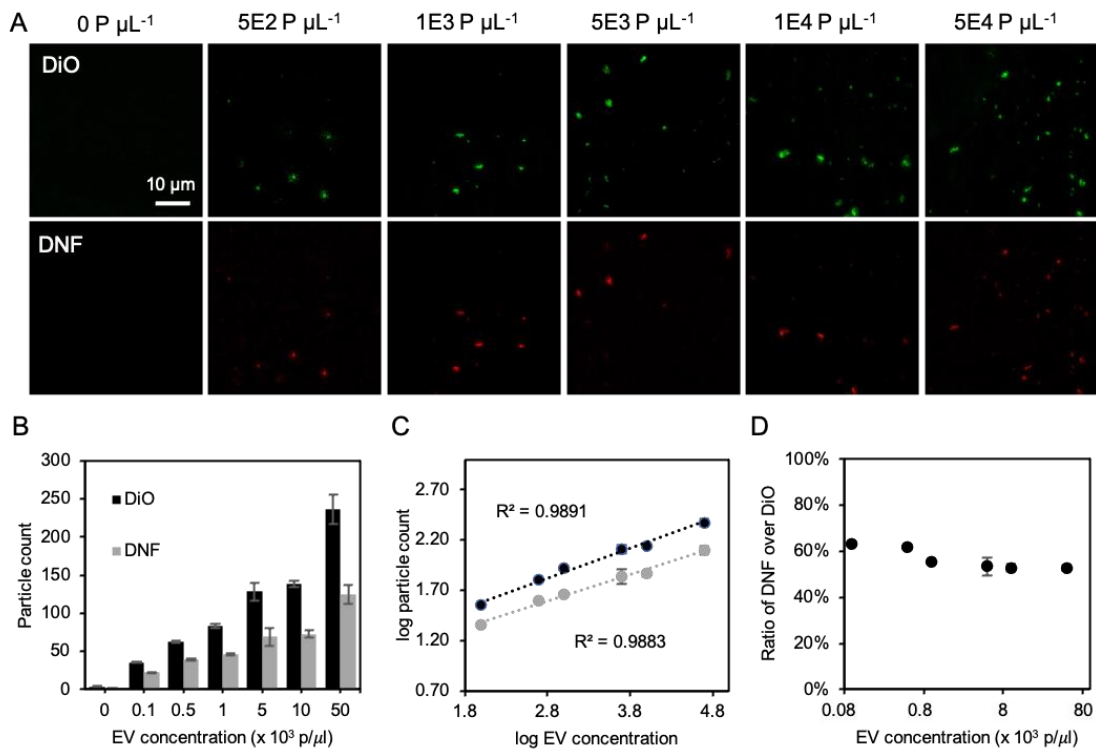 A
0 P µL⁻¹ 5E2 P µL⁻¹ 1E3 P µL⁻¹ 5E3 P µL⁻¹ 1E4 P µL⁻¹ 5E4 P µL⁻¹
DiO
10 µm
DNF
B
300
250
200
150
100
50
0
Particle count
DiO
DNF
0 0.1 0.5 1 5 10 50
EV concentration (x 10³ p/µl)
C
2.70
2.20
1.70
1.20
0.70
log particle count
R² = 0.9891
R² = 0.9883
1.8 2.8 3.8 4.8
log EV concentration
D
100%
80%
60%
40%
20%
0%
Ratio of DNF over DiO
0.08 0.8 8 80
EV concentration (x 10³ p/µl)